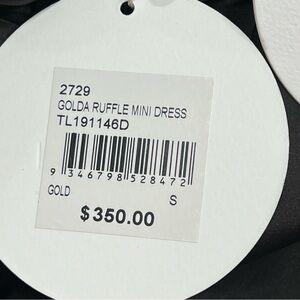 2729
GOLDA RUFFLE MINI DRESS
TL191146D
9 346798 528472
GOLD S
$350.00